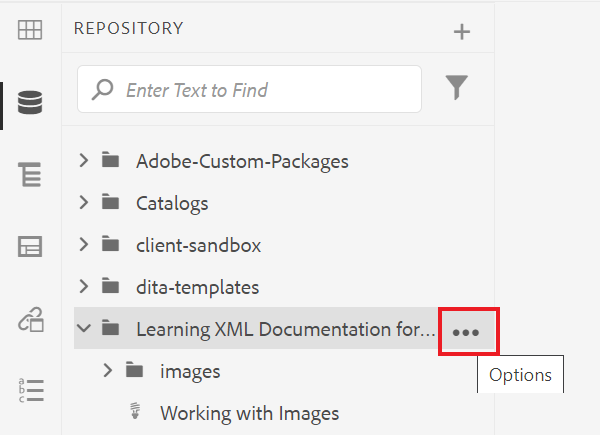 REPOSITORY
Enter Text to Find
Adobe-Custom-Packages
Catalogs
client-sandbox
dita-templates
Learning XML Documentation for...
Options
images
Working with Images
a
b
c